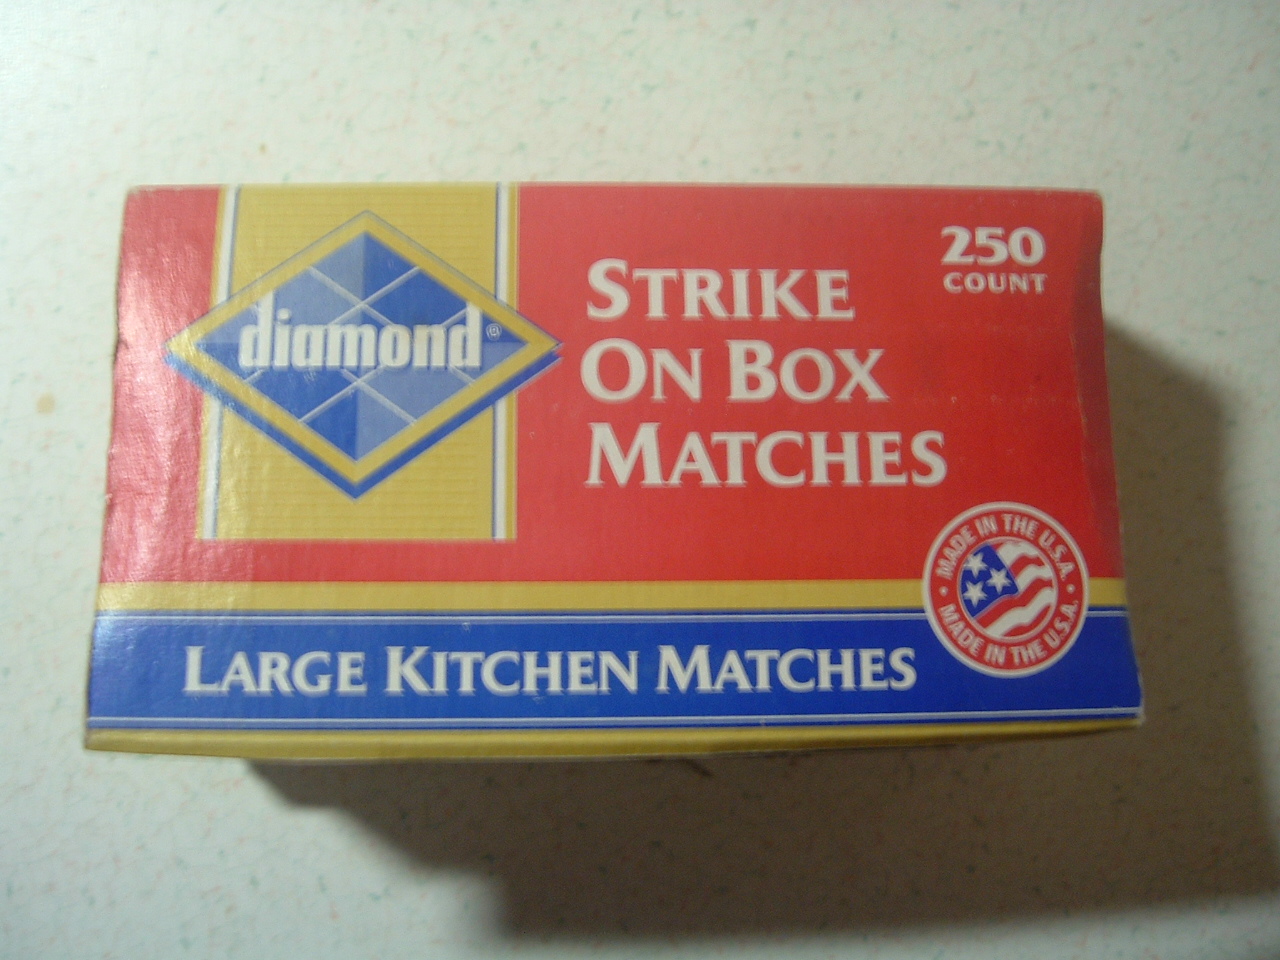 diamond®
STRIKE
ON BOX
MATCHES
250
COUNT
MADE IN THE U.S.A.
MADE IN THE U.S.A.
LARGE KITCHEN MATCHES